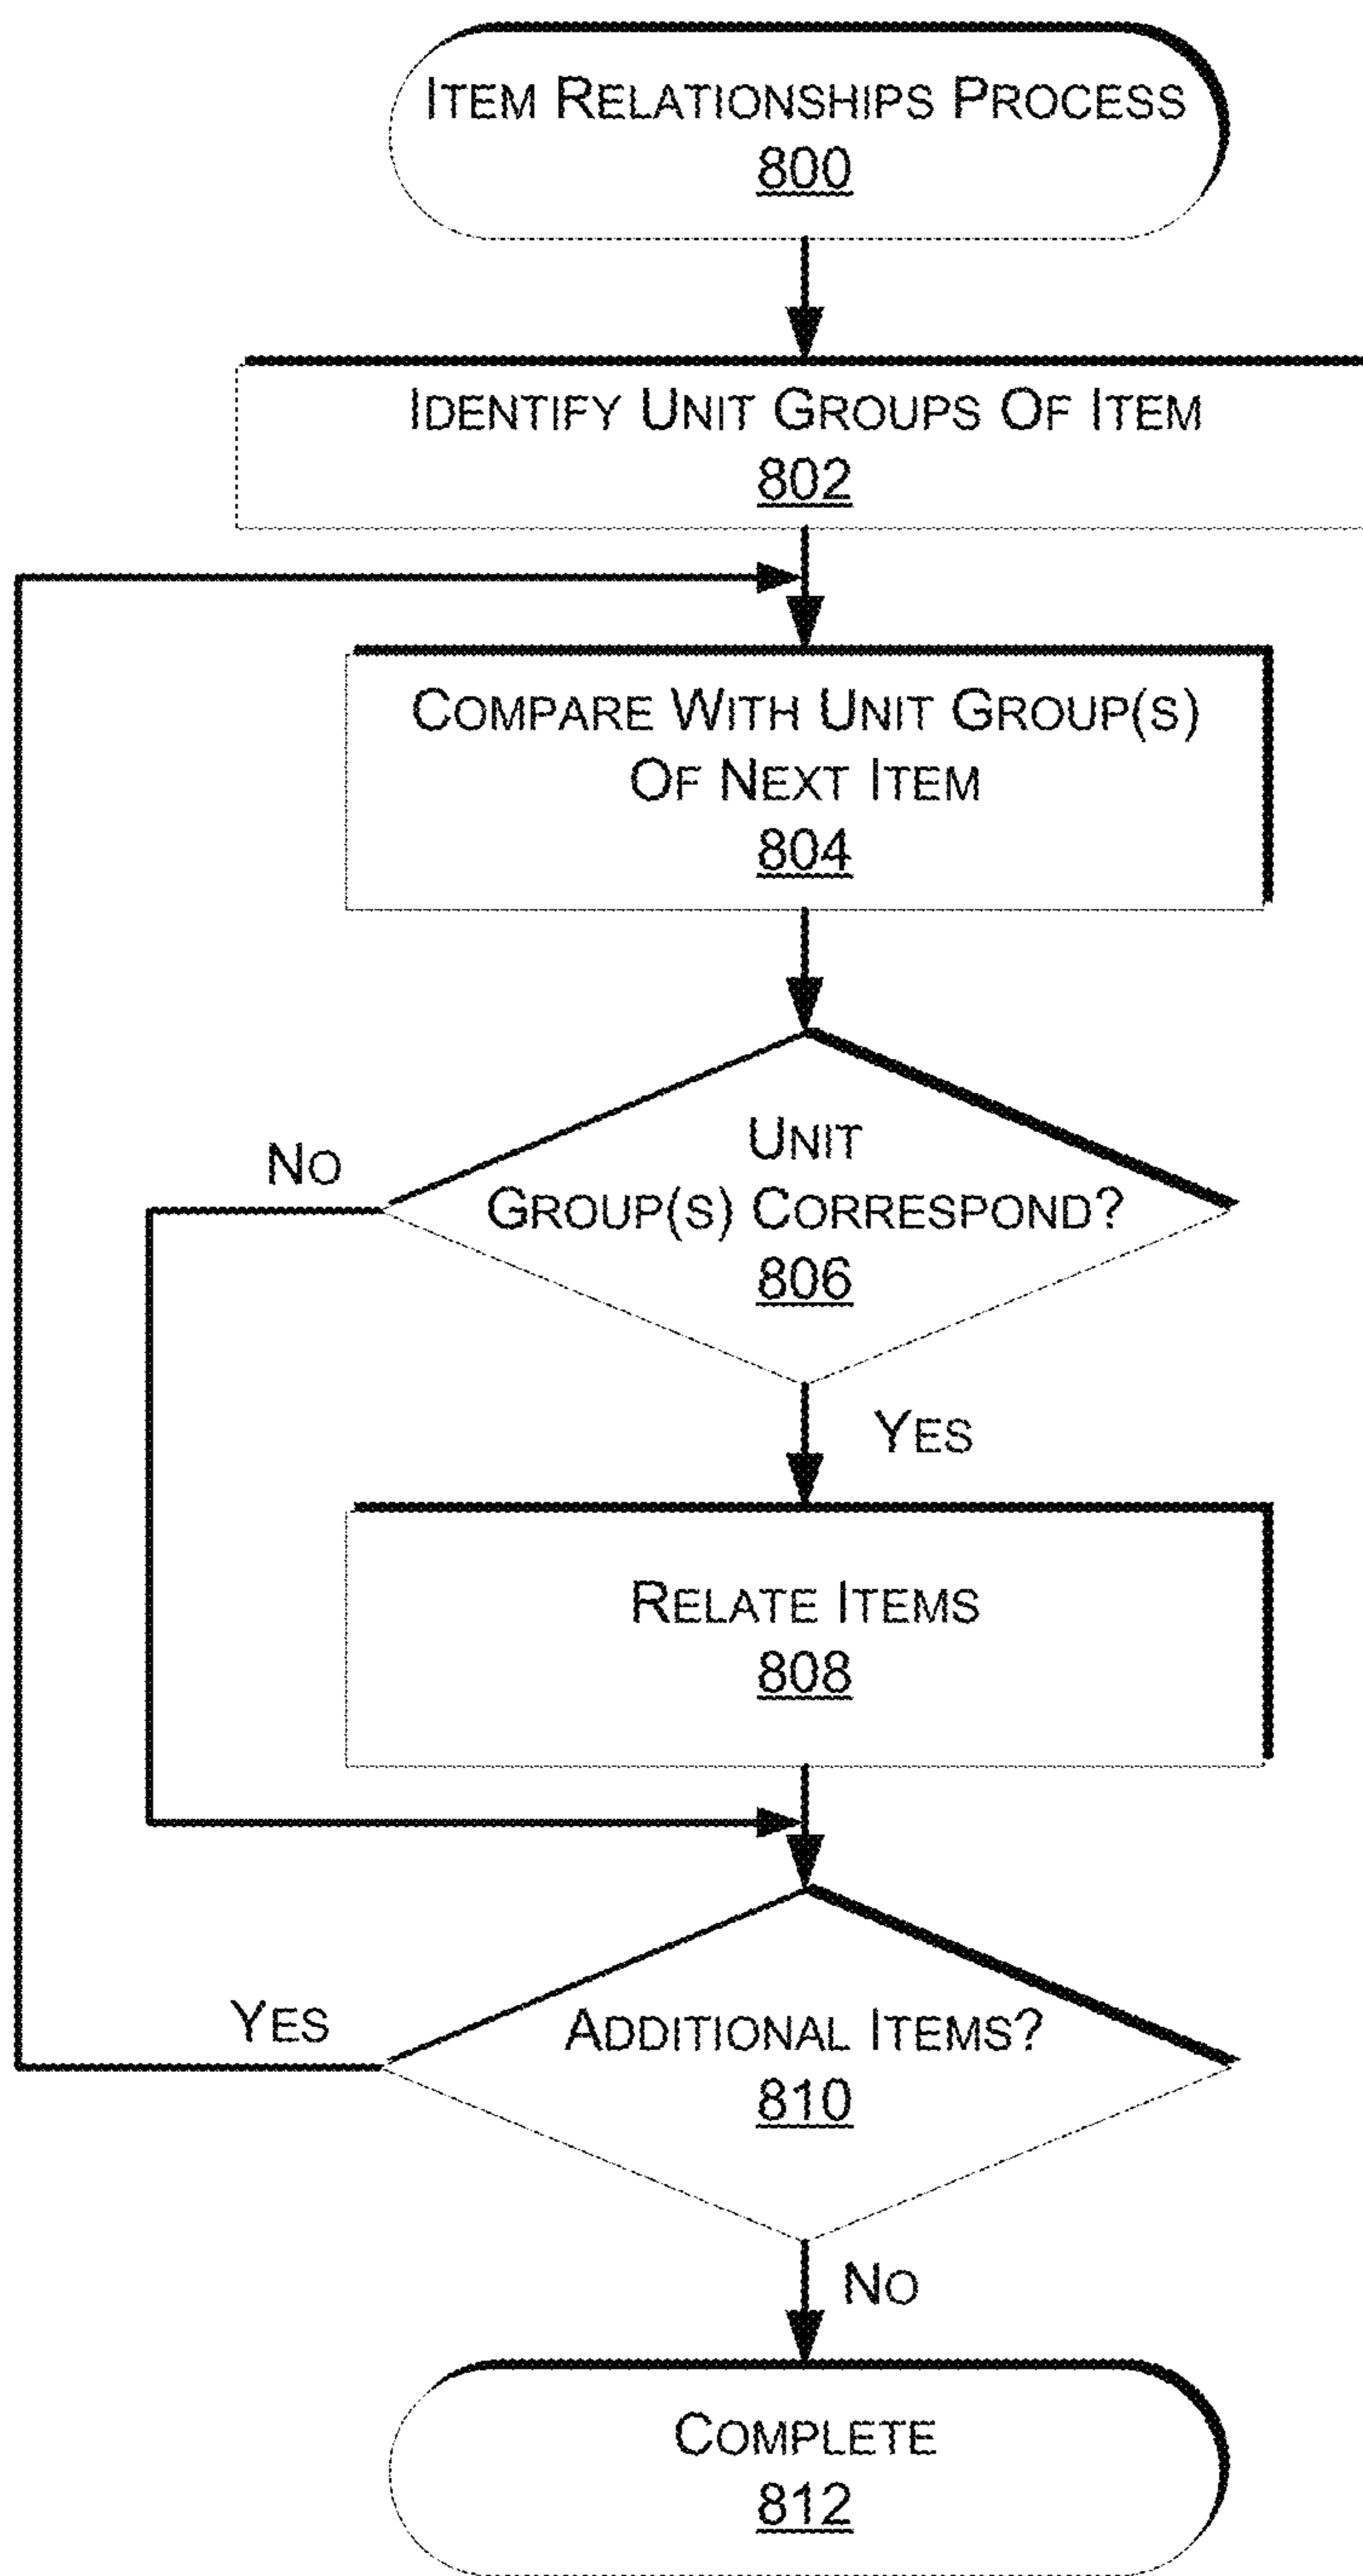 ITEM RELATIONSHIPS PROCESS
800
IDENTIFY UNIT GROUPS OF ITEM
802
COMPARE WITH UNIT GROUP(S)
OF NEXT ITEM
804
UNIT
NO
GROUP(S) CORRESPOND?
806
YES
RELATE ITEMS
808
YES
ADDITIONAL ITEMS?
810
NO
COMPLETE
812